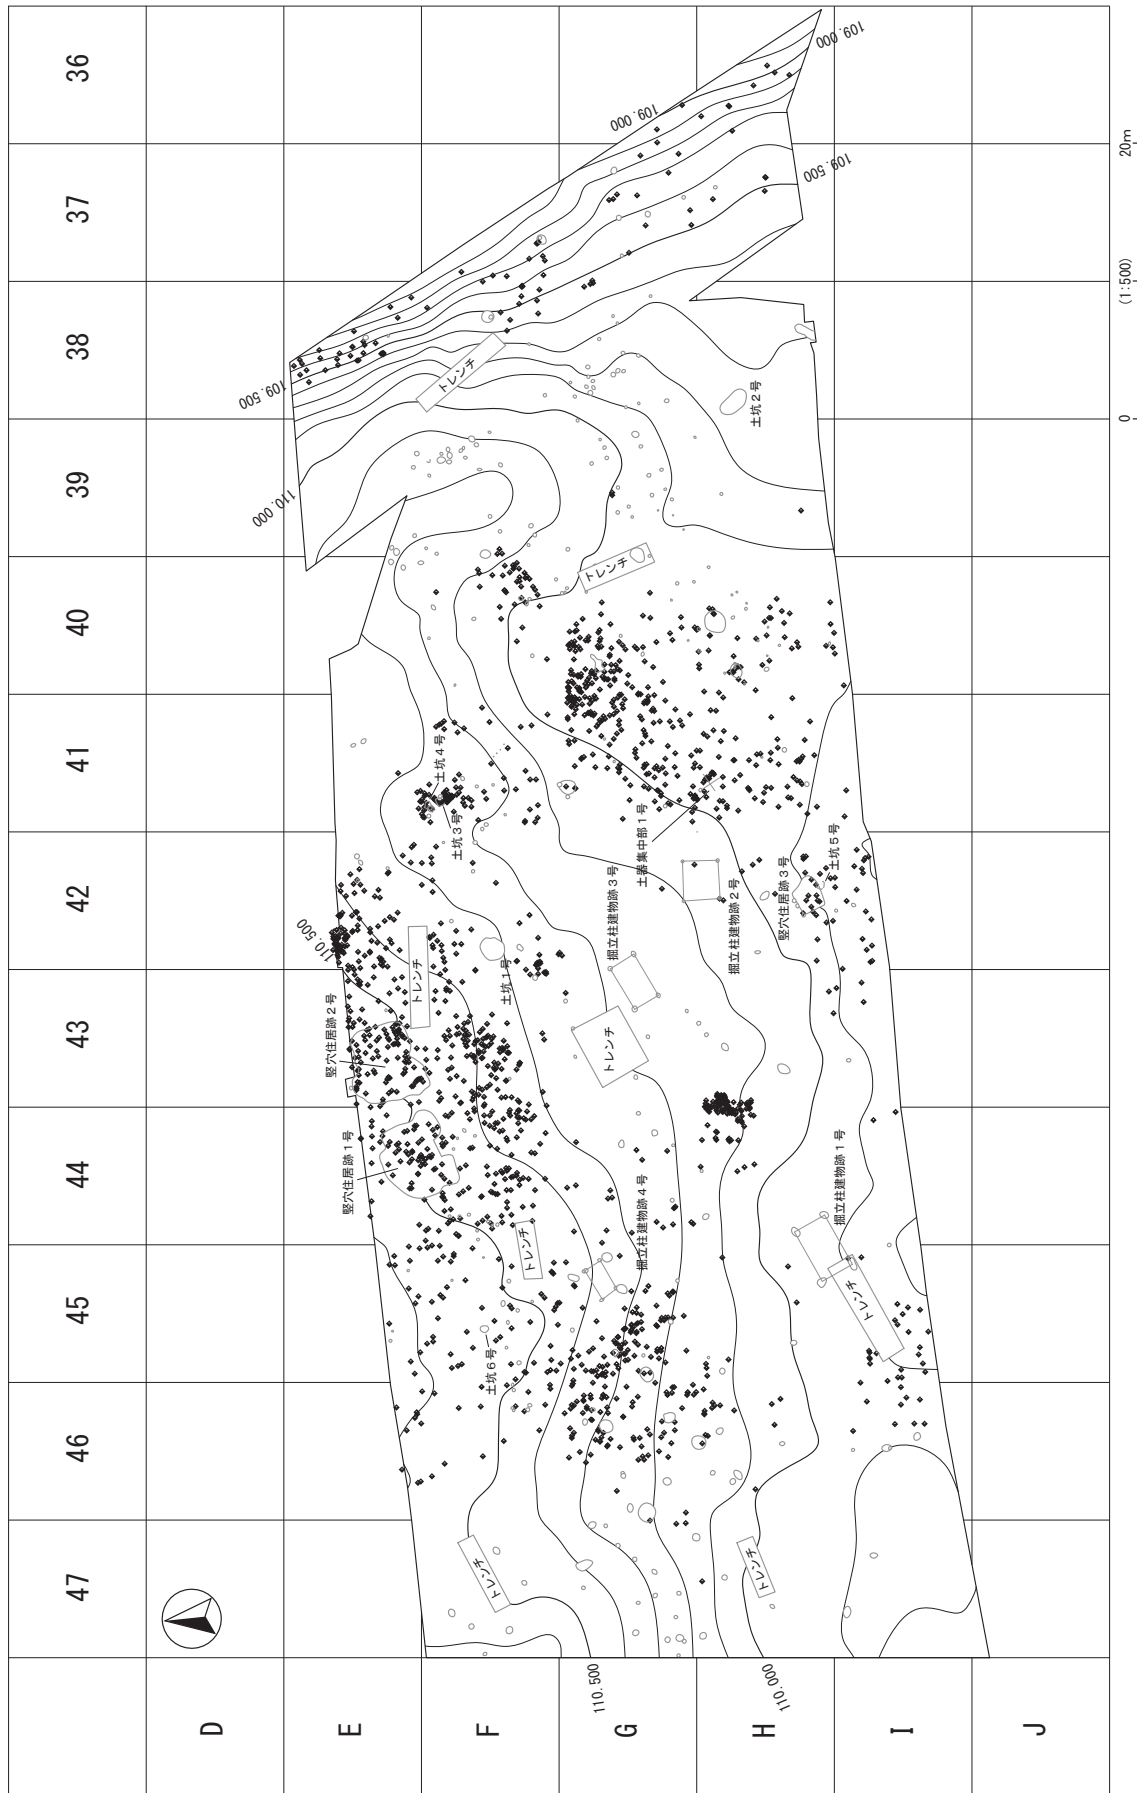 47
46
45
44
43
42
41
40
39
38
37
36
D
E
F
G
H
I
J
竪穴住居跡1号
竪穴住居跡2号
110.500
110.000
109.500
トレンチ
土坑3号
土坑4号
トレンチ
土坑1号
トレンチ
土坑6号
トレンチ
掘立柱建物跡4号
トレンチ
掘立柱建物跡3号
土器集中部1号
トレンチ
109.000
110.500
トレンチ
掘立柱建物跡2号
竪穴住居跡3号
土坑5号
土坑2号
109.500
109.000
110.000
掘立柱建物跡1号
トレンチ
0
(1:500)
20m